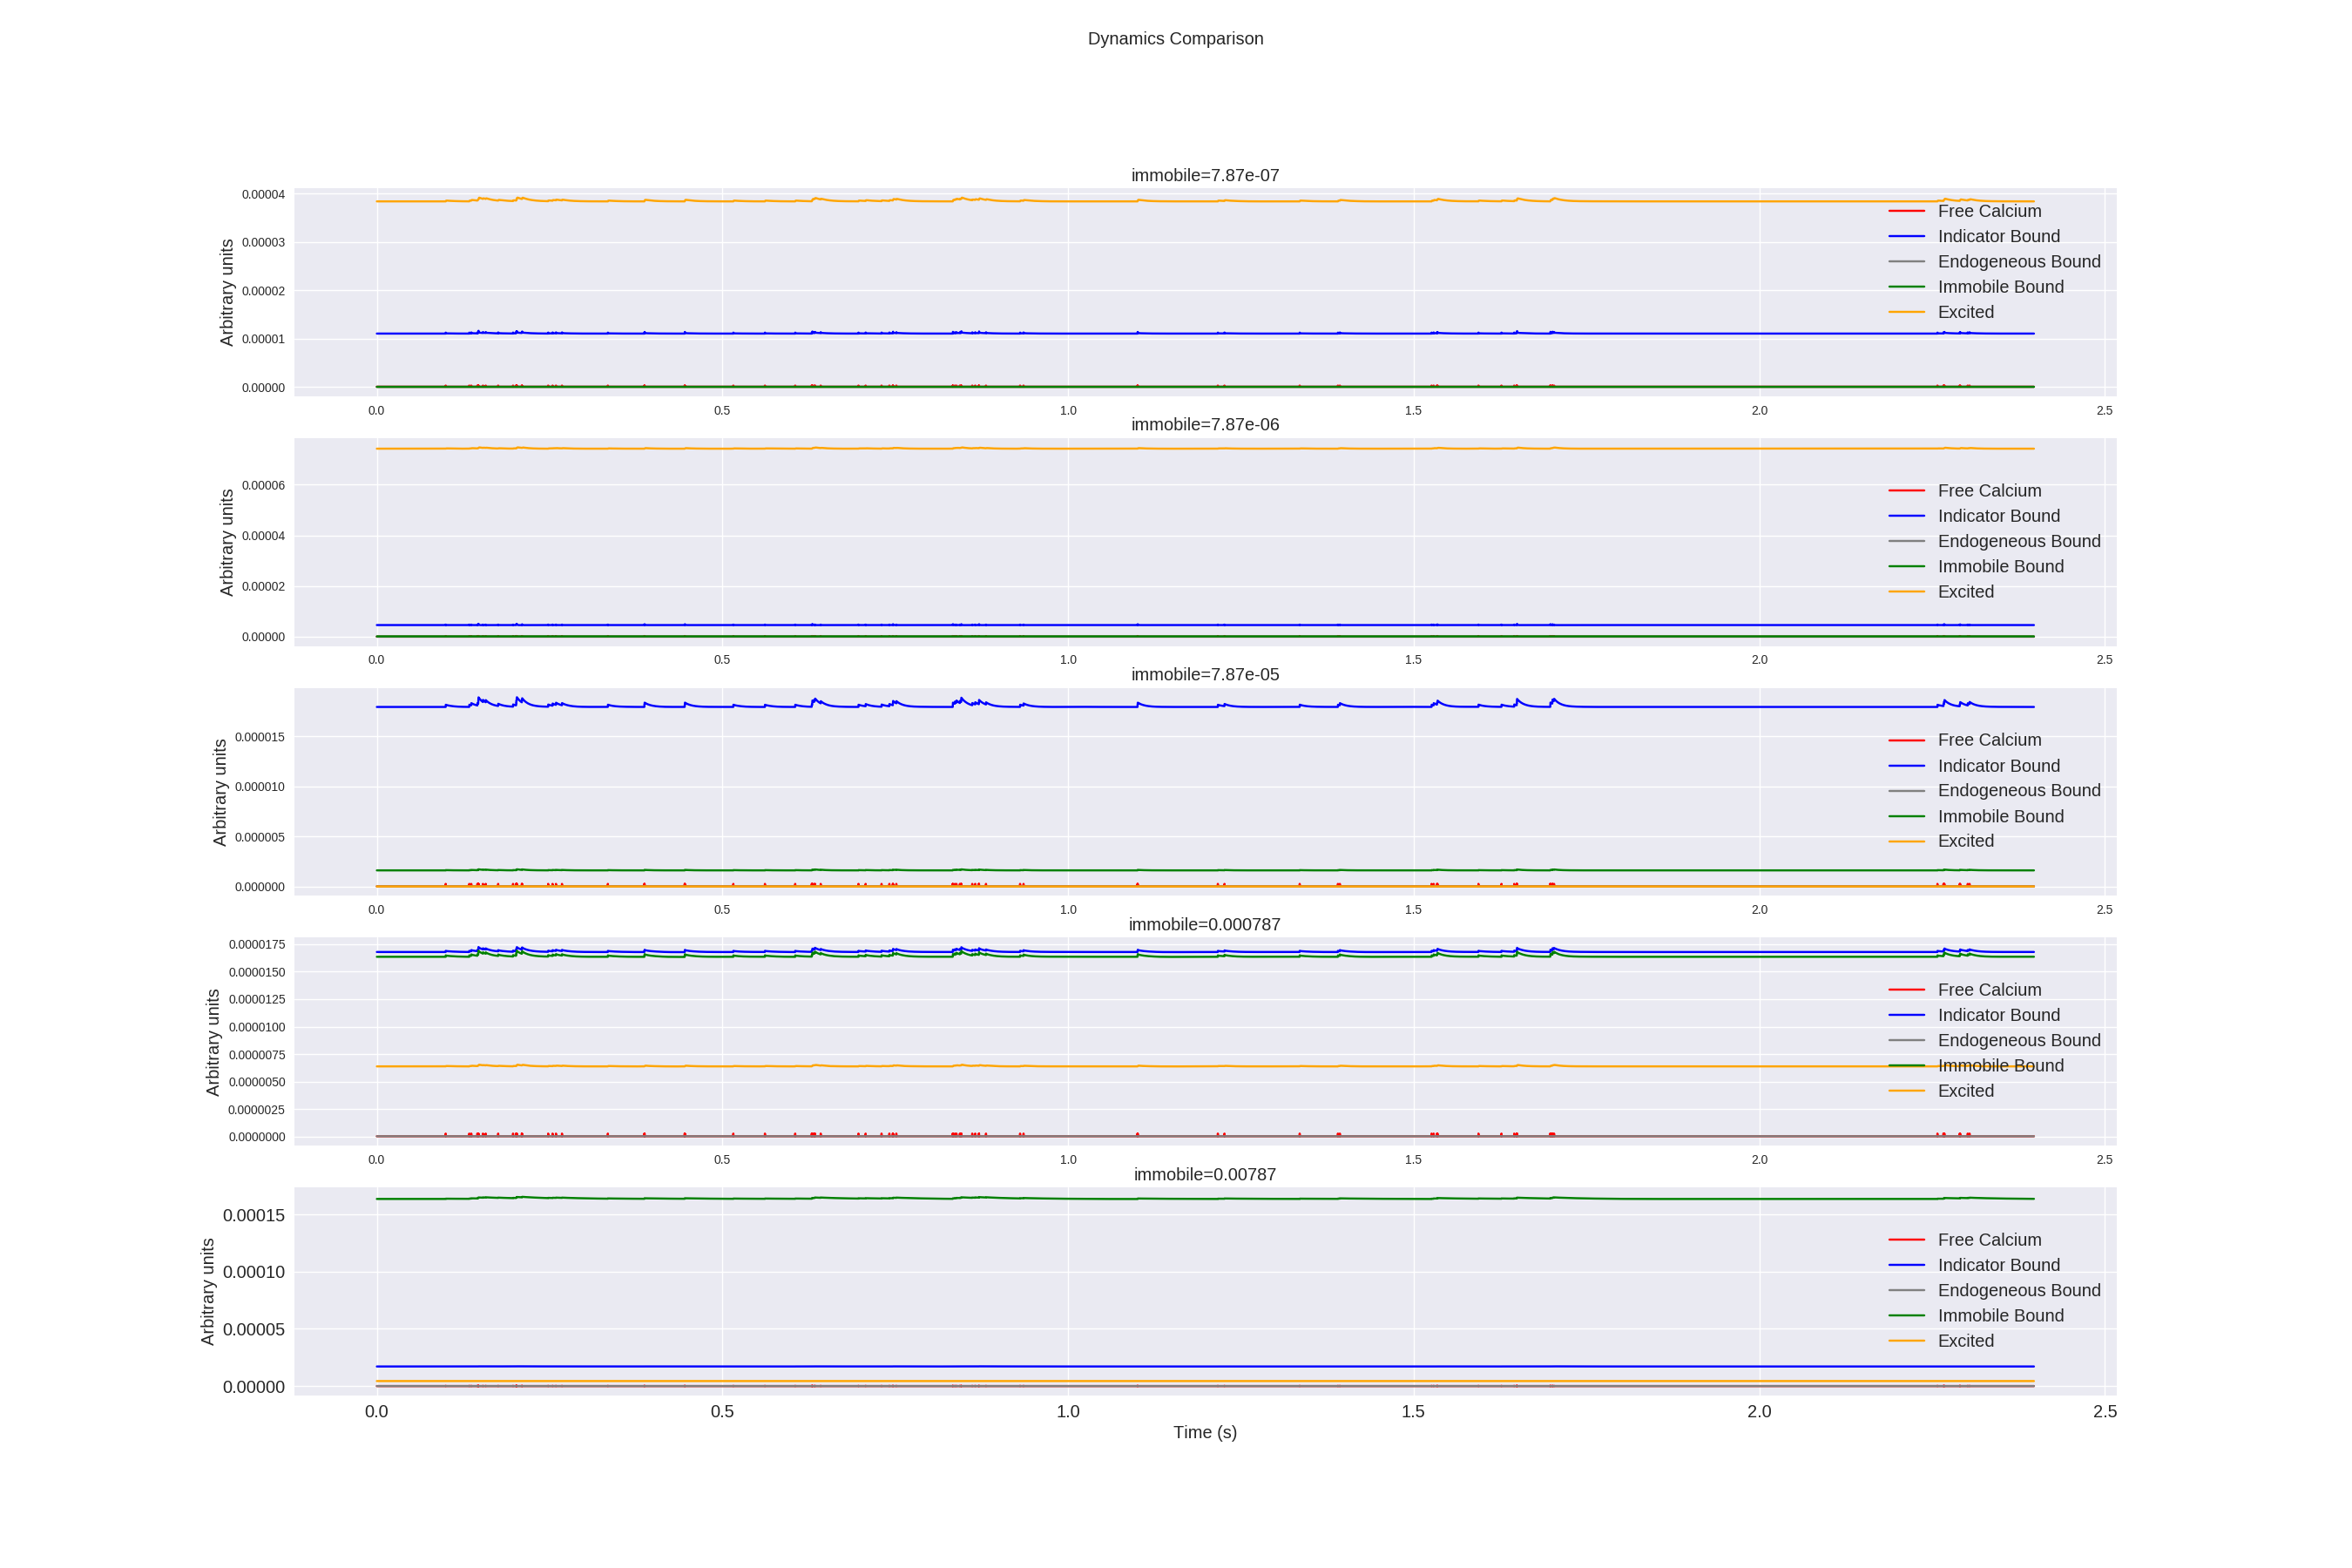 Dynamics Comparison
immobile=7.87e-07
Arbitrary units
0.00004
0.00003
0.00002
0.00001
0.00000
Free Calcium
Indicator Bound
Endogeneous Bound
Immobile Bound
Excited
0.0 0.5 1.0 1.5 2.0 2.5
immobile=7.87e-06
Arbitrary units
0.00006
0.00004
0.00002
0.00000
Free Calcium
Indicator Bound
Endogeneous Bound
Immobile Bound
Excited
0.0 0.5 1.0 1.5 2.0 2.5
immobile=7.87e-05
Arbitrary units
0.000015
0.000010
0.000005
0.000000
Free Calcium
Indicator Bound
Endogeneous Bound
Immobile Bound
Excited
0.0 0.5 1.0 1.5 2.0 2.5
immobile=0.000787
Arbitrary units
0.0000175
0.0000150
0.0000125
0.0000100
0.0000075
0.0000050
0.0000025
0.0000000
Free Calcium
Indicator Bound
Endogeneous Bound
Immobile Bound
Excited
0.0 0.5 1.0 1.5 2.0 2.5
immobile=0.00787
Arbitrary units
0.00015
0.00010
0.00005
0.00000
Free Calcium
Indicator Bound
Endogeneous Bound
Immobile Bound
Excited
0.0 0.5 1.0 1.5 2.0 2.5
Time (s)